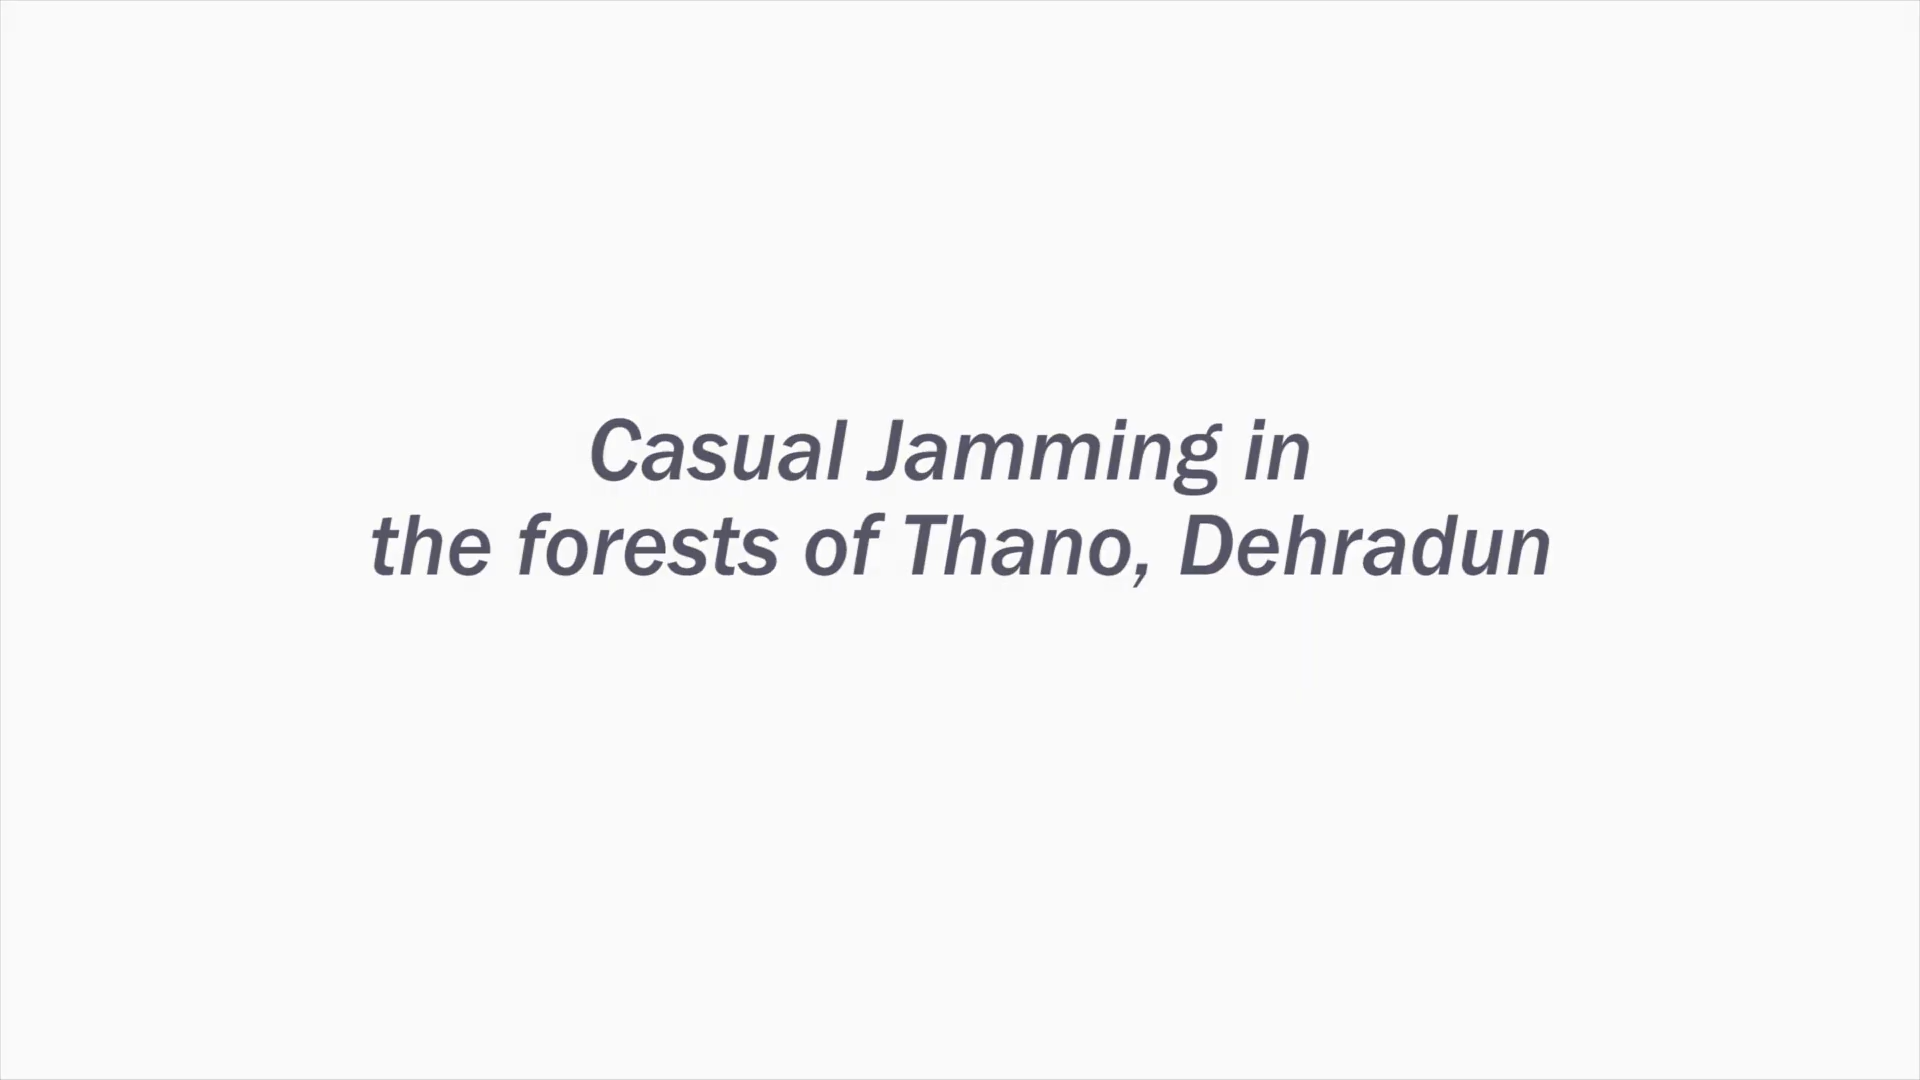 Casual Jamming in
the forests of Thano, Dehradun